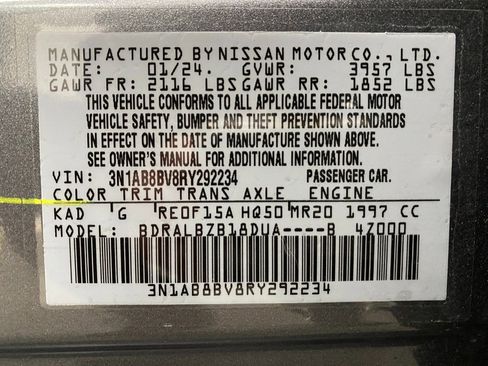 MANUFACTURED BY NISSAN MOTOR CO., LTD.
DATE: 01/24. GVWR: 3957 LBS
GAWR FR: 2116 LBS GAWR RR: 1852 LBS
THIS VEHICLE CONFORMS TO ALL APPLICABLE FEDERAL MOTOR
VEHICLE SAFETY, BUMPER AND THEFT PREVENTION STANDARDS
IN EFFECT ON THE DATE OF MANUFACTURE SHOWN ABOVE.
SEE OWNER'S MANUAL FOR ADDITIONAL INFORMATION.
VIN: 3N1AB8BV8RY292234 PASSENGER CAR.
COLOR TRIM TRANS AXLE ENGINE
KAD 'G RE0F15A HQ50 MR20 1997 CC
MODEL: BDRALBZB18DUA----B 4Z000
3N1AB8BV8RY292234